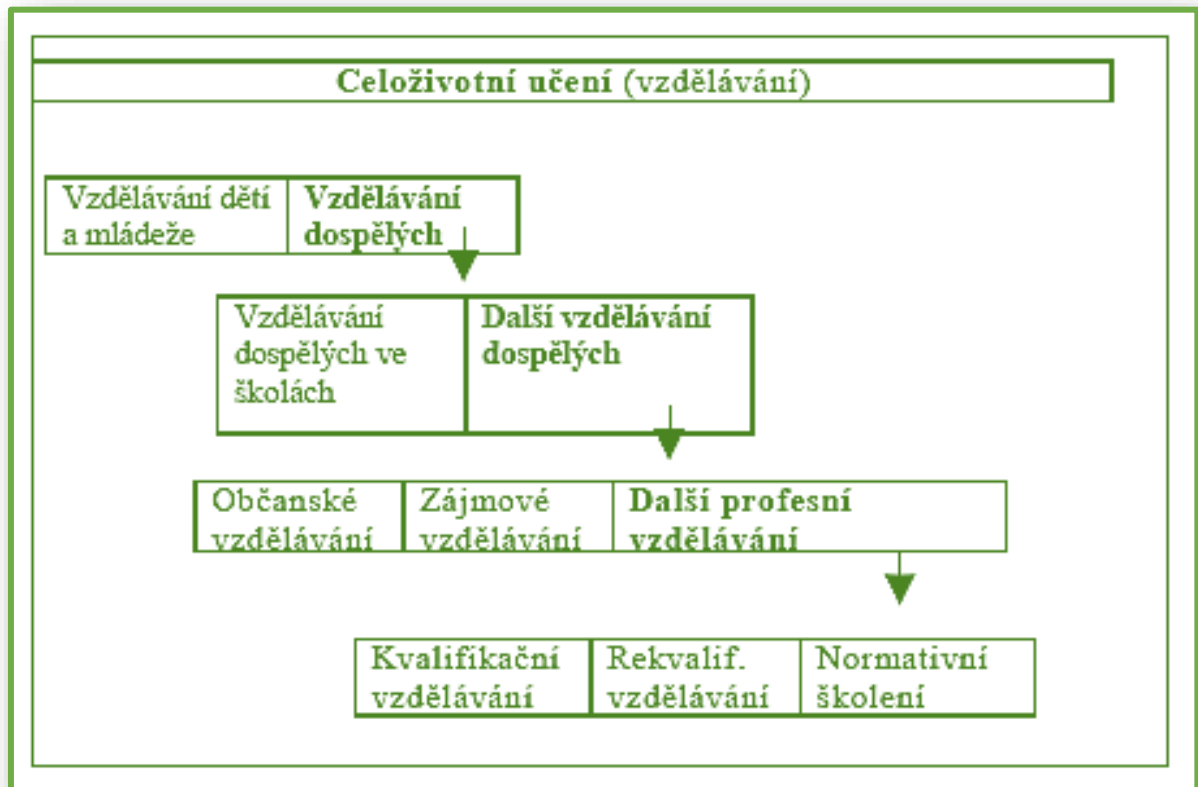 Celoživotní učení (vzdělávání)
Vzdělávání dětí
a mládeže
Vzdělávání
dospělých
Vzdělávání
dospělých ve
školách
Další vzdělávání
dospělých
Občanské
vzdělávání
Zájmové
vzdělávání
Další profesní
vzdělávání
Kvalifikační
vzdělávání
Rekvalif.
vzdělávání
Normativní
školení